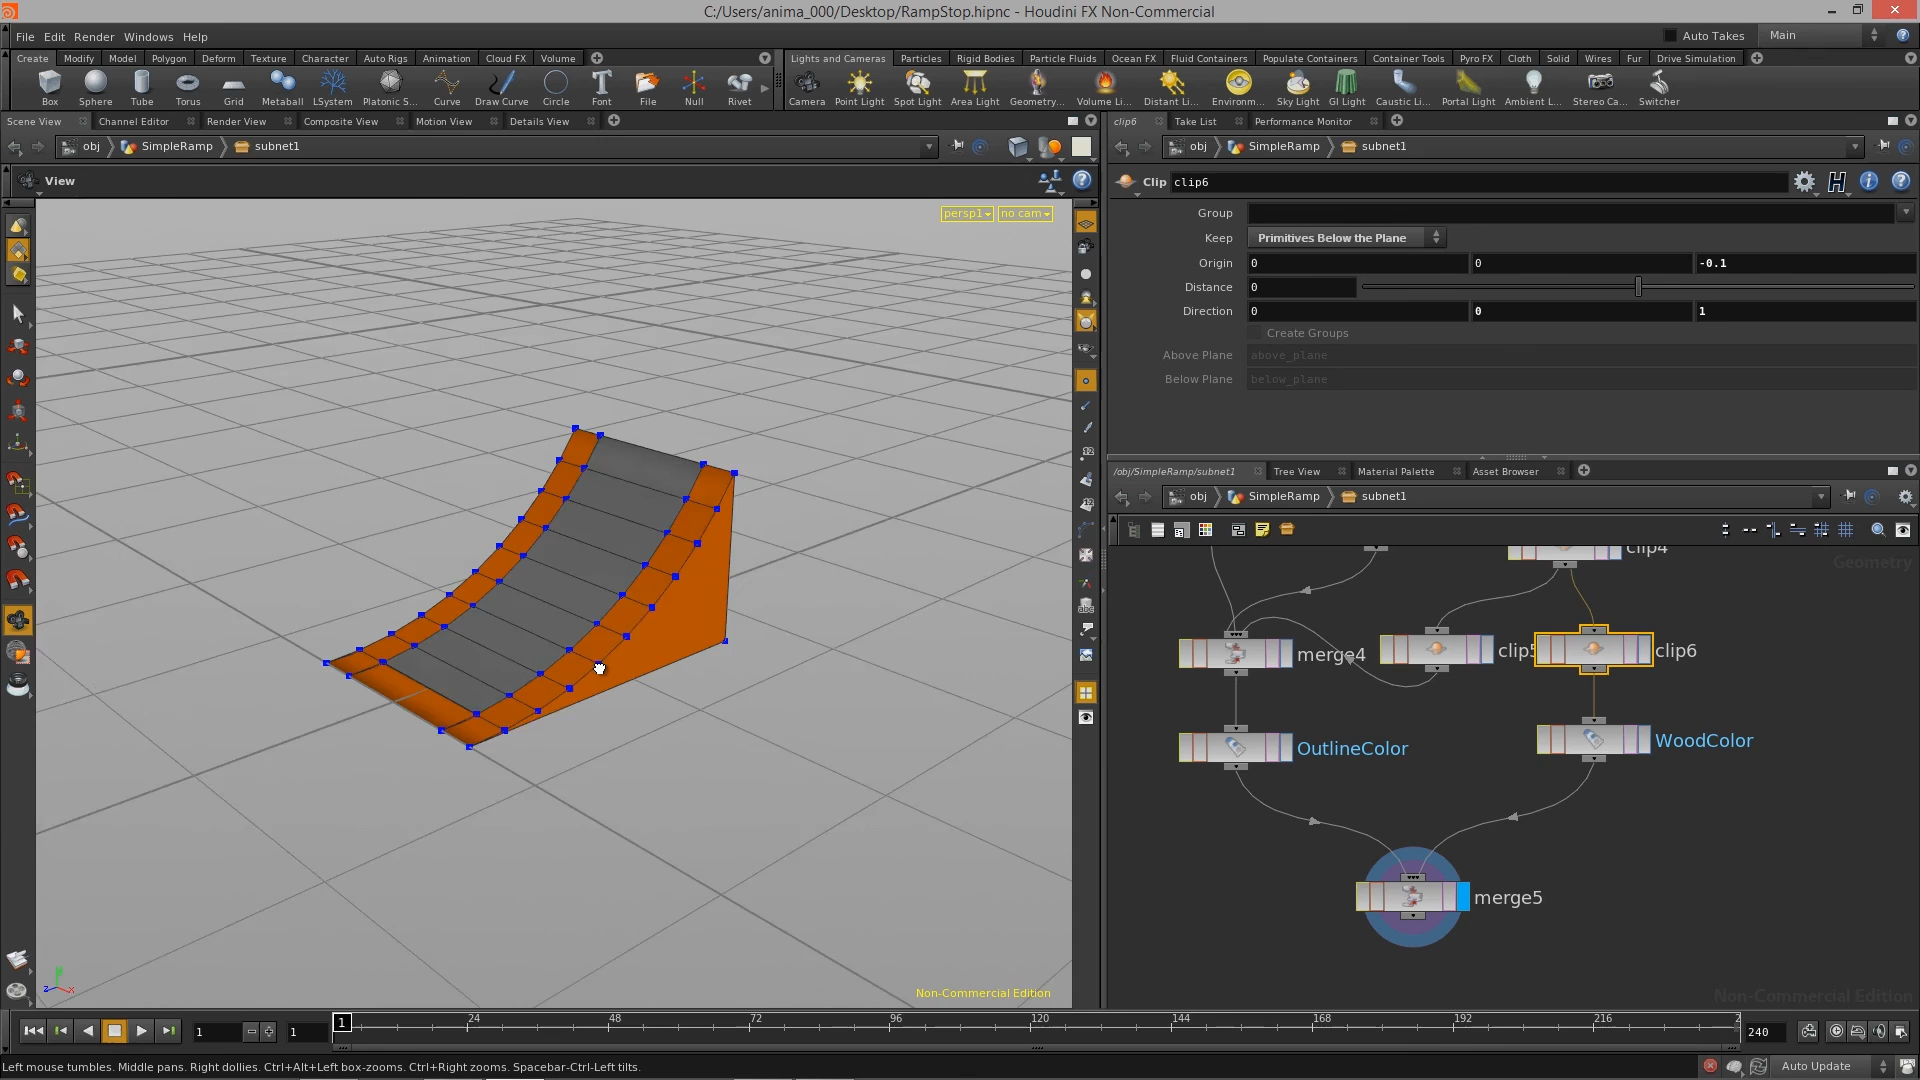 C:/Users/anima_000/Desktop/RampStop.hipnc - Houdini FX Non-Commercial
File Edit Render Windows Help
Auto Takes Main
Create Modify Model Polygon Deform Texture Character Auto Rigs Animation Cloud FX Volume
Lights and Cameras Particles Rigid Bodies Particle Fluids Ocean FX Fluid Containers Populate Containers Container Tools Pyro FX Cloth Solid Wires Fur Drive Simulation
Box Sphere Tube Torus Grid Metaball LSystem Platonic S... Curve Draw Curve Circle Font File Null Rivet
Camera Point Light Spot Light Area Light Geometry... Volume Li... Distant Li... Environm... Sky Light GI Light Caustic Li... Portal Light Ambient L... Stereo Ca... Switcher
Scene View Channel Editor Render View Composite View Motion View Details View
clip6 Take List Performance Monitor
obj SimpleRamp subnet1
obj SimpleRamp subnet1
View
persp1 no cam
Clip clip6
Group
Keep Primitives Below the Plane
Origin 0 0 -0.1
Distance 0
Direction 0 0 1
Create Groups
Above Plane above_plane
Below Plane below_plane
/obj/SimpleRamp/subnet1 Tree View Material Palette Asset Browser
obj SimpleRamp subnet1
Geometry
clip4
merge4 clip5 clip6
OutlineColor WoodColor
merge5
Non-Commercial Edition
Non-Commercial Edition
1 1 1 24 48 72 96 120 144 168 192 216 2 240
Left mouse tumbles. Middle pans. Right dollies. Ctrl+Alt+Left box-zooms. Ctrl+Right zooms. Spacebar-Ctrl-Left tilts.
Auto Update